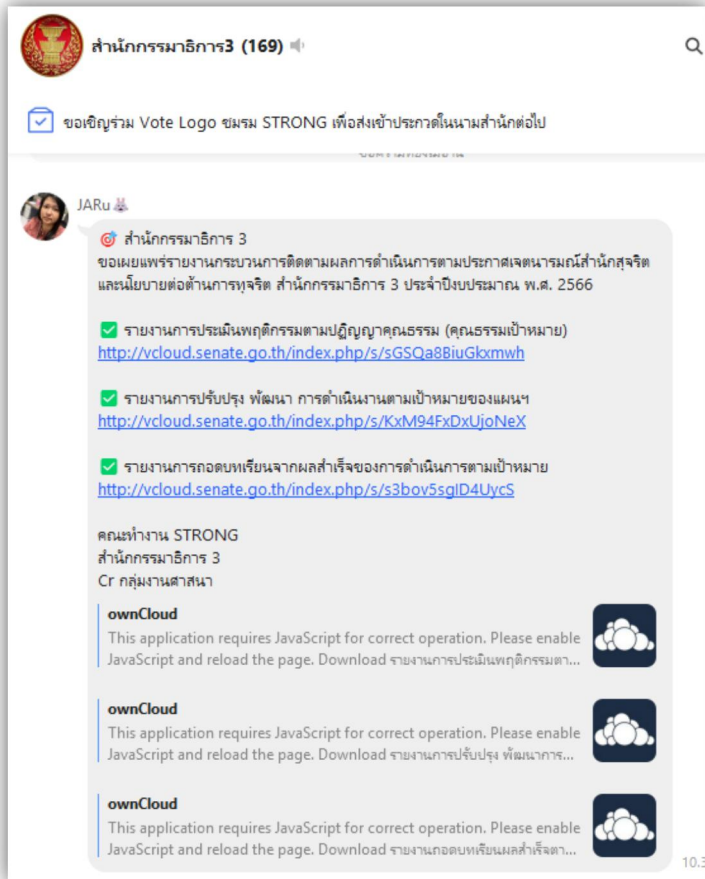 สำนักกรรมาธิการ3 (169)
ขอเชิญร่วม Vote Logo ชมรม STRONG เพื่อส่งเข้าประกวดในนามสำนักต่อไป
JARu
สำนักกรรมาธิการ 3
ขอเผยแพร่รายงานกระบวนการติดตามผลการดำเนินการตามประกาศเจตนารมณ์สำนักสุจริต
และนโยบายต่อต้านการทุจริต สำนักกรรมาธิการ 3 ประจำปีงบประมาณ พ.ศ. 2566
รายงานการประเมินพฤติกรรมตามปฏิญญาคุณธรรม (คุณธรรมเป้าหมาย)
http://vcloud.senate.go.th/index.php/s/sGSQa8BiuGkxmwh
รายงานการปรับปรุง พัฒนา การดำเนินงานตามเป้าหมายของแผนฯ
http://vcloud.senate.go.th/index.php/s/KxM94FxDxUjoNeX
รายงานการถอดบทเรียนจากผลสำเร็จของการดำเนินการตามเป้าหมาย
http://vcloud.senate.go.th/index.php/s/s3bov5sgID4UycS
คณะทำงาน STRONG
สำนักกรรมาธิการ 3
Cr กลุ่มงานศาสนา
ownCloud
This application requires JavaScript for correct operation. Please enable
JavaScript and reload the page. Download รายงานการประเมินพฤติกรรมตา...
ownCloud
This application requires JavaScript for correct operation. Please enable
JavaScript and reload the page. Download รายงานการปรับปรุง พัฒนาการ...
ownCloud
This application requires JavaScript for correct operation. Please enable
JavaScript and reload the page. Download รายงานถอดบทเรียนผลสำเร็จตา...